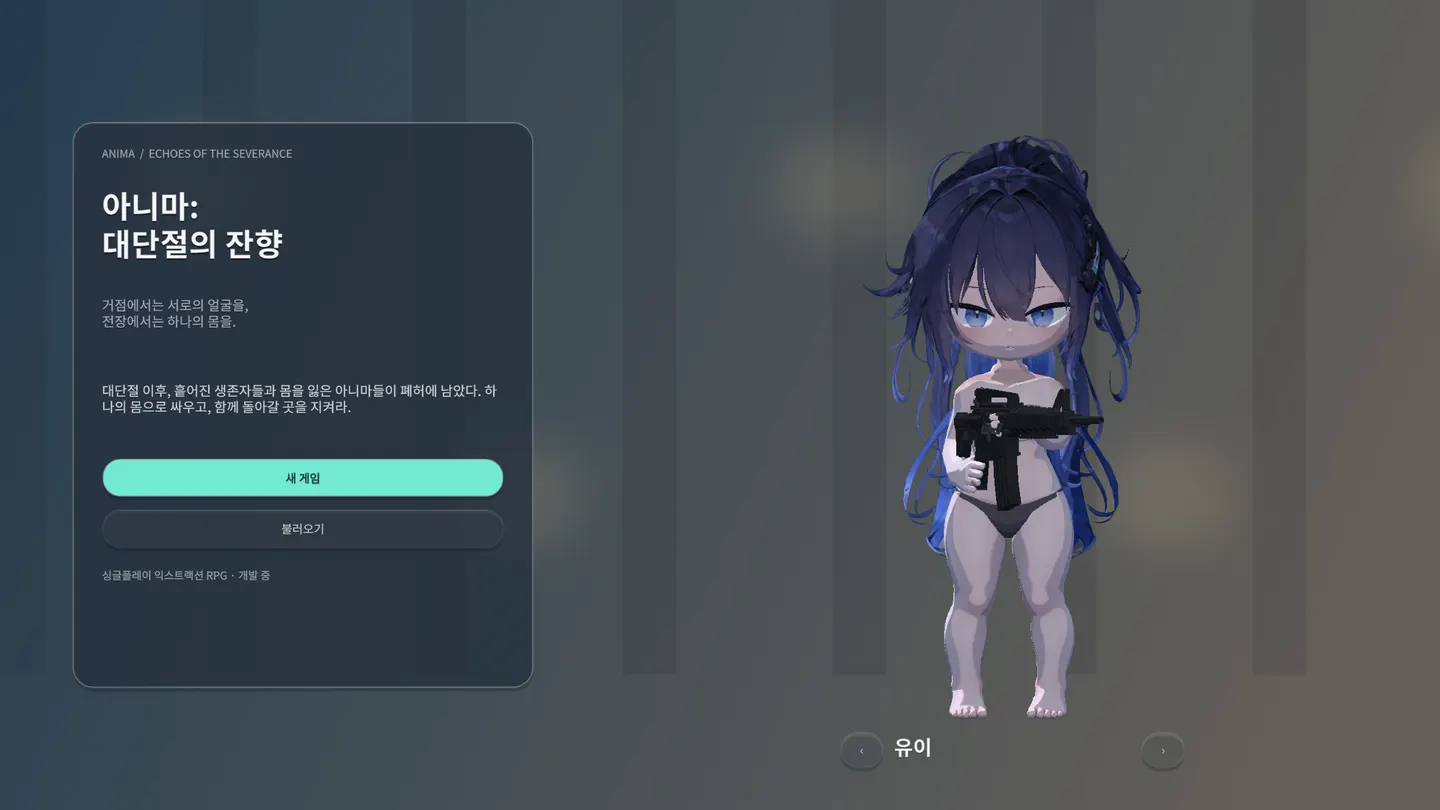 ANIMA / ECHOES OF THE SEVERANCE
아니마:
대단절의 잔향
거점에서는 서로의 얼굴을,
전장에서는 하나의 몸을.
대단절 이후, 흩어진 생존자들과 몸을 잃은 아니마들이 폐허에 남았다. 하
나의 몸으로 싸우고, 함께 돌아갈 곳을 지켜라.
새 게임
불러오기
싱글플레이 익스트랙션 RPG · 개발 중
‹ 유이 ›